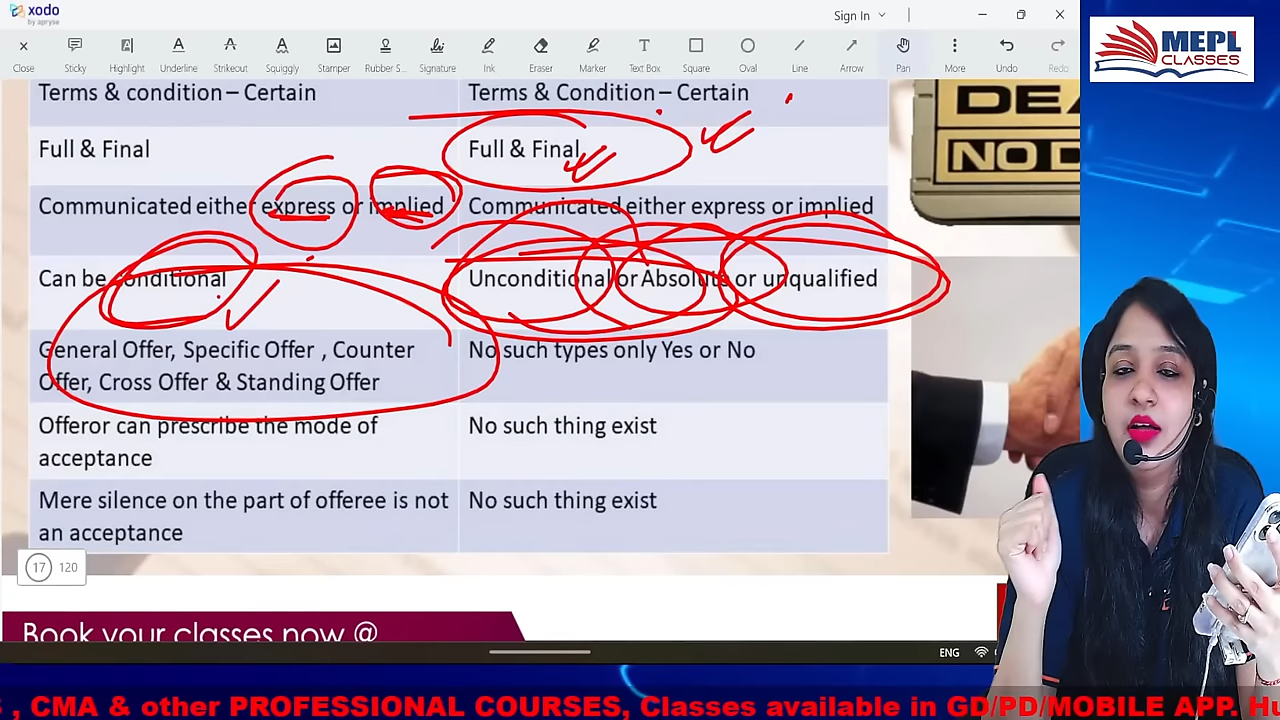 xodo
by apryse
Sign In
Close
Sticky
Highlight
Underline
Strikeout
Squiggly
Stamper
Eraser
Marker
Text Box
Square
Oval
Arrow
Pan
More
Undo
Redo
MEPL
CLASSES
Terms & condition – Certain
Terms & Condition – Certain
Full & Final
Full & Final
Communicated either express or implied
Communicated either express or implied
Can be conditional
Unconditional or Absolute or unqualified
General Offer, Specific Offer , Counter
Offer, Cross Offer & Standing Offer
No such types only Yes or No
Offeror can prescribe the mode of
acceptance
No such thing exist
Mere silence on the part of offeree is not
an acceptance
No such thing exist
17 120
Book your classes now @
ENG
, CMA & other PROFESSIONAL COURSES, Classes available in GD/PD/MOBILE APP.